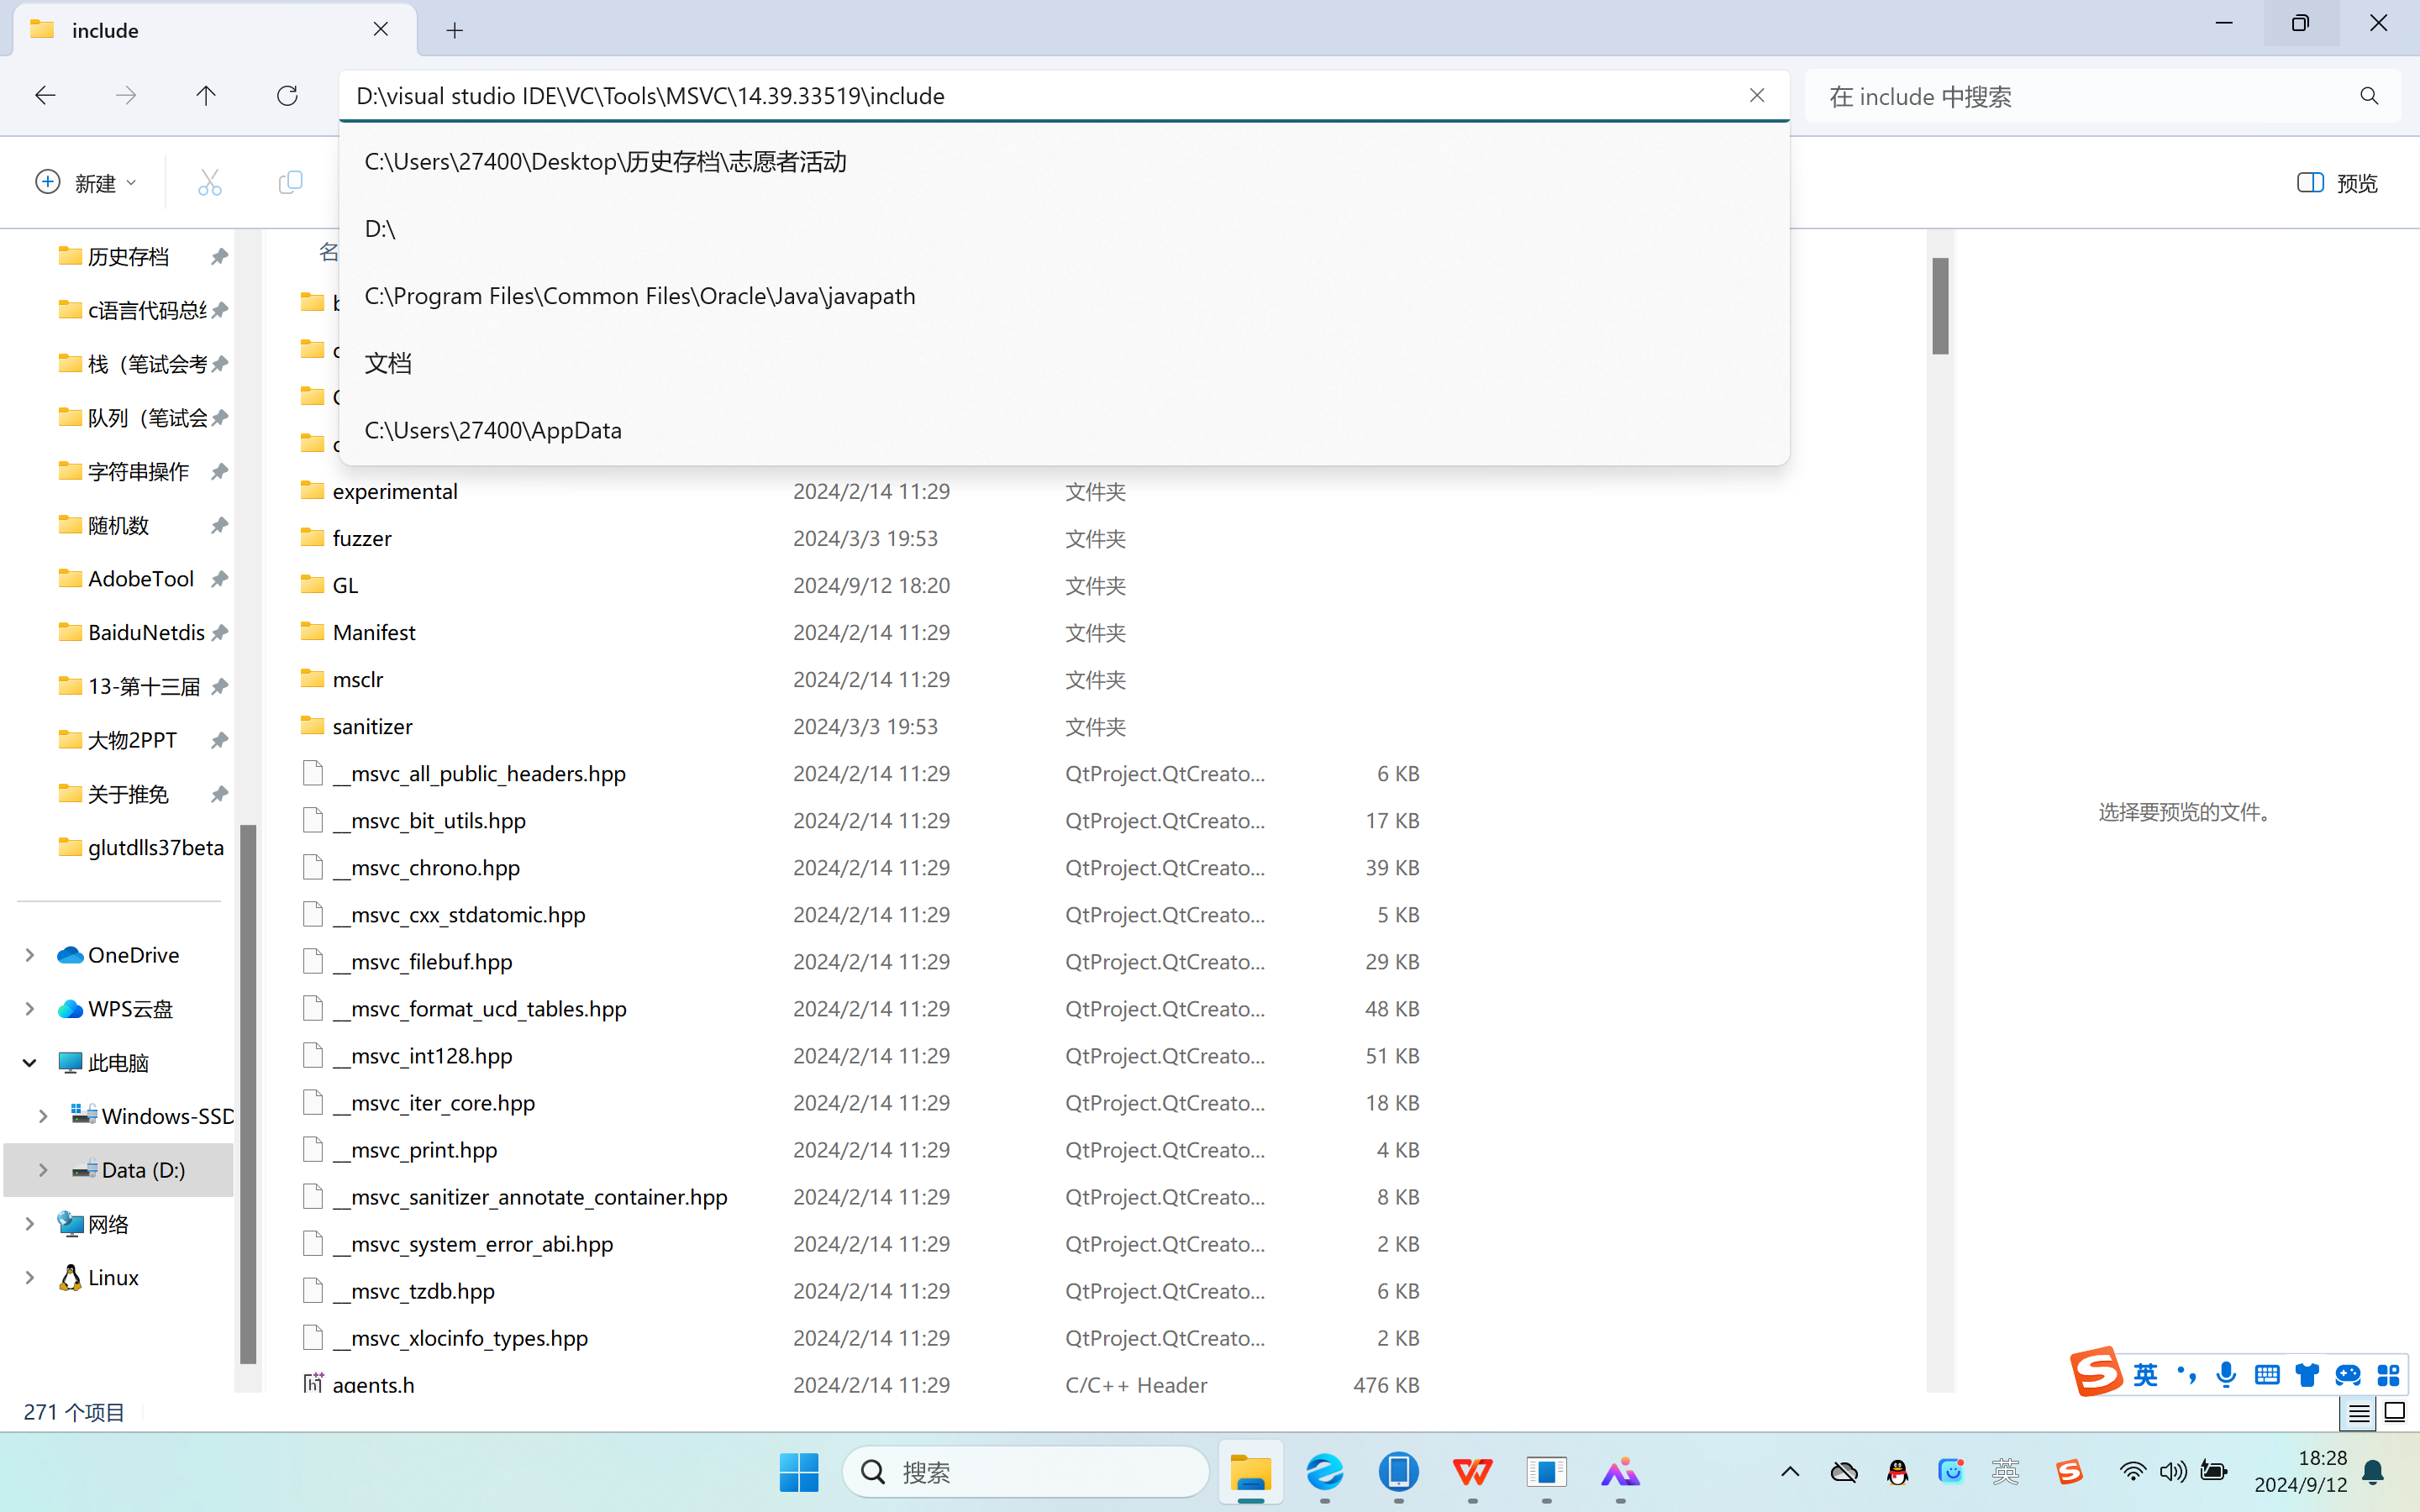 include
D:\visual studio IDE\VC\Tools\MSVC\14.39.33519\include
在 include 中搜索
C:\Users\27400\Desktop\历史存档\志愿者活动
新建
预览
D:\
历史存档
名
C:\Program Files\Common Files\Oracle\Java\javapath
c语言代码总结
栈（笔试会考
文档
队列（笔试会
C:\Users\27400\AppData
字符串操作
experimental 2024/2/14 11:29 文件夹
随机数
fuzzer 2024/3/3 19:53 文件夹
AdobeTool
GL 2024/9/12 18:20 文件夹
BaiduNetdis
Manifest 2024/2/14 11:29 文件夹
13-第十三届
msclr 2024/2/14 11:29 文件夹
大物2PPT
sanitizer 2024/3/3 19:53 文件夹
关于推免
__msvc_all_public_headers.hpp 2024/2/14 11:29 QtProject.QtCreato... 6 KB
__msvc_bit_utils.hpp 2024/2/14 11:29 QtProject.QtCreato... 17 KB
选择要预览的文件。
glutdlls37beta
__msvc_chrono.hpp 2024/2/14 11:29 QtProject.QtCreato... 39 KB
__msvc_cxx_stdatomic.hpp 2024/2/14 11:29 QtProject.QtCreato... 5 KB
OneDrive
__msvc_filebuf.hpp 2024/2/14 11:29 QtProject.QtCreato... 29 KB
WPS云盘
__msvc_format_ucd_tables.hpp 2024/2/14 11:29 QtProject.QtCreato... 48 KB
此电脑
__msvc_int128.hpp 2024/2/14 11:29 QtProject.QtCreato... 51 KB
Windows-SSD
__msvc_iter_core.hpp 2024/2/14 11:29 QtProject.QtCreato... 18 KB
Data (D:)
__msvc_print.hpp 2024/2/14 11:29 QtProject.QtCreato... 4 KB
__msvc_sanitizer_annotate_container.hpp 2024/2/14 11:29 QtProject.QtCreato... 8 KB
网络
__msvc_system_error_abi.hpp 2024/2/14 11:29 QtProject.QtCreato... 2 KB
Linux
__msvc_tzdb.hpp 2024/2/14 11:29 QtProject.QtCreato... 6 KB
__msvc_xlocinfo_types.hpp 2024/2/14 11:29 QtProject.QtCreato... 2 KB
英
agents.h 2024/2/14 11:29 C/C++ Header 476 KB
271 个项目
搜索
英
18:28
2024/9/12